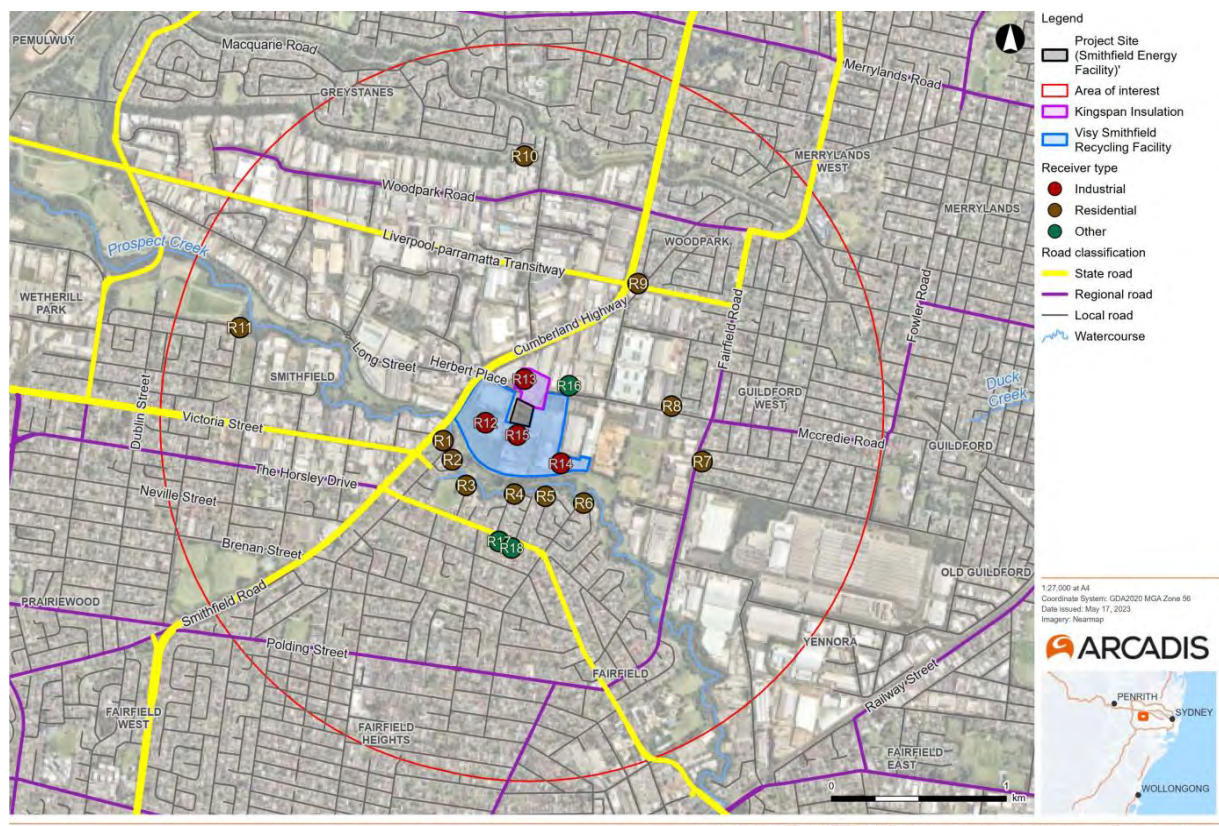 PEMULWUY
Macquarie Road
GREYSTANES
Merrylands Road
MERRYLANDS
WEST
MERRYLANDS
R10
Woodpark Road
WOODPARK
Liverpool-parramatta Transitway
Prospect Creek
WETHERILL
PARK
R9
Cumberland Highway
Fairfield Road
Fowler Road
R11
SMITHFIELD
Long Street
Herbert Place
R13
R16
Dublin Street
Victoria Street
R12
R15
R8
GUILDFORD
WEST
Duck
Creek
Mccredie Road
GUILDFORD
R1
R2
R14
R7
The Horsley Drive
Neville Street
R3
R4
R5
R6
Brenan Street
R17
R18
OLD GUILDFORD
PRAIRIEWOOD
Smithfield Road
Polding Street
YENNORA
FAIRFIELD
Railway Street
FAIRFIELD
WEST
FAIRFIELD
HEIGHTS
FAIRFIELD
EAST
0
1
km
Legend
Project Site
(Smithfield Energy
Facility)'
Area of interest
Kingspan Insulation
Visy Smithfield
Recycling Facility
Receiver type
Industrial
Residential
Other
Road classification
State road
Regional road
Local road
Watercourse
1:27,000 at A4
Coordinate System: GDA2020 MGA Zone 56
Date issued: May 17, 2023
Imagery: Nearmap
ARCADIS
PENRITH
SYDNEY
WOLLONGONG